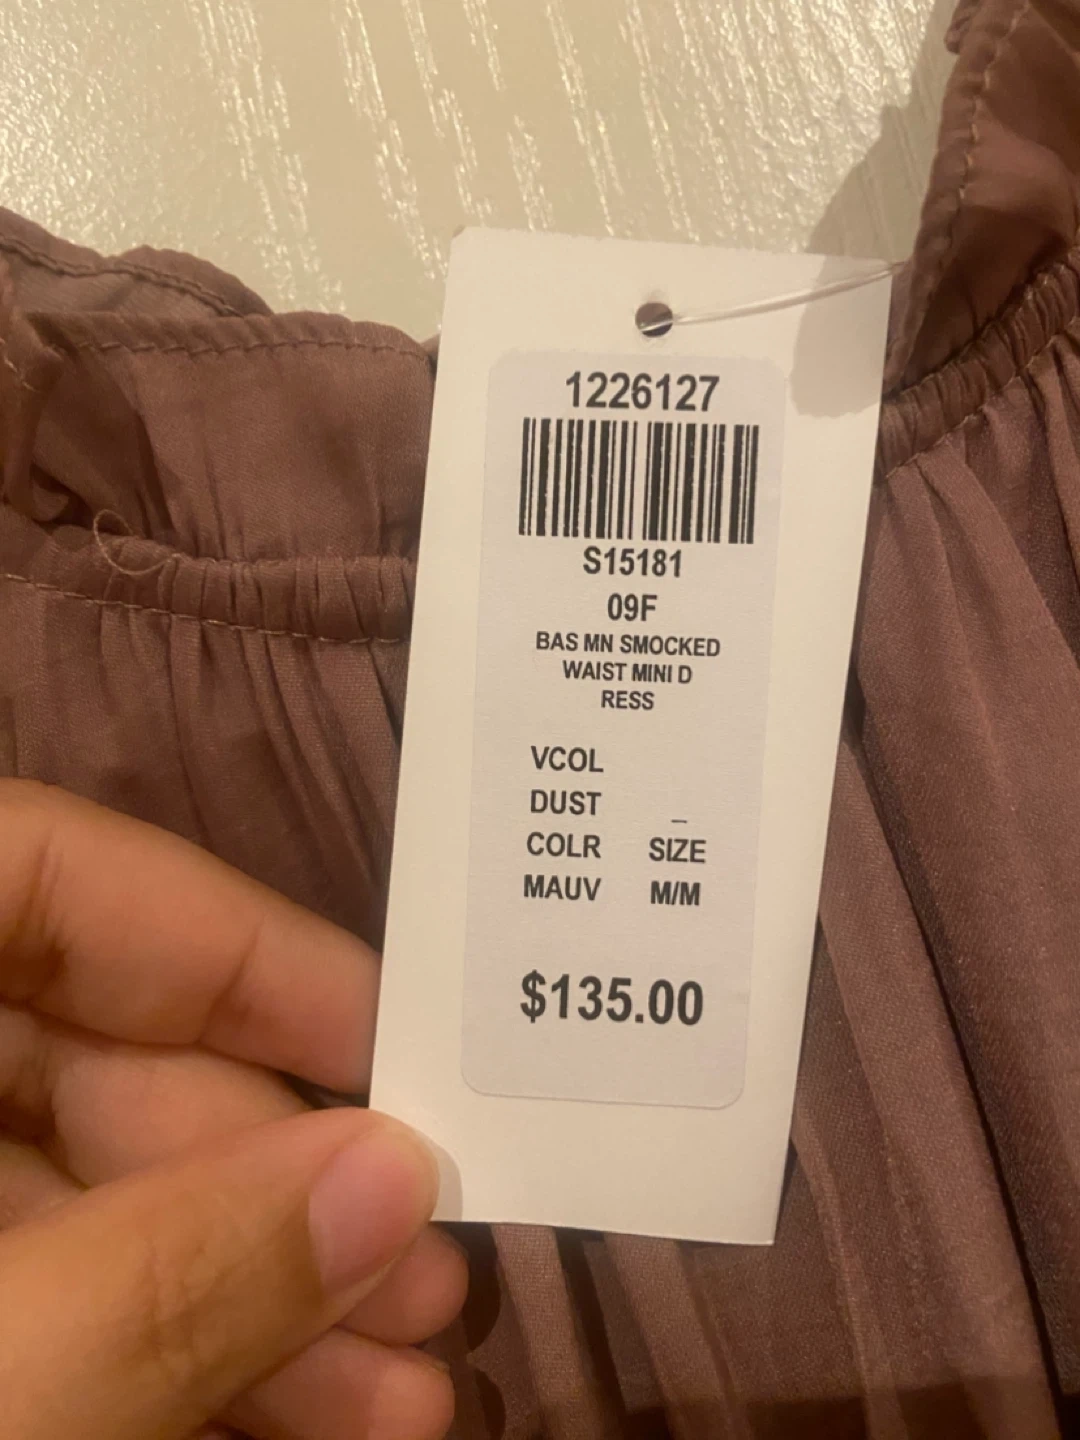 1226127
S15181
09F
BAS MN SMOCKED
WAIST MINI D
RESS
VCOL
DUST _
COLR SIZE
MAUV M/M
$135.00